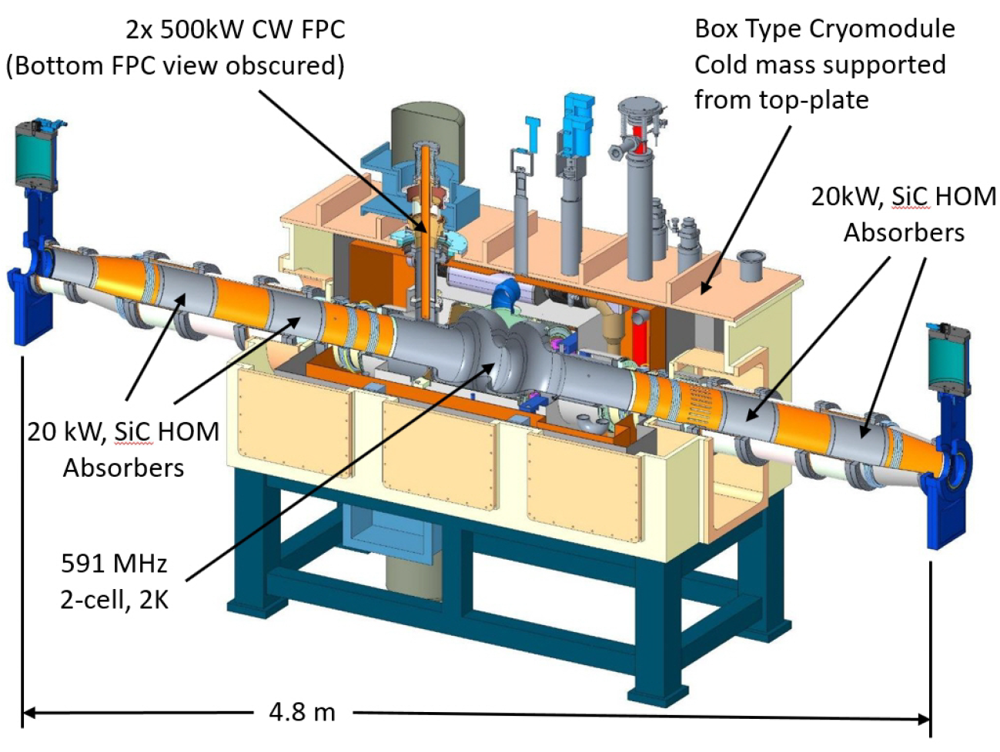 2x 500kW CW FPC
(Bottom FPC view obscured)
Box Type Cryomodule
Cold mass supported
from top-plate
20kW, SiC HOM
Absorbers
20 kW, SiC HOM
Absorbers
591 MHz
2-cell, 2K
4.8 m